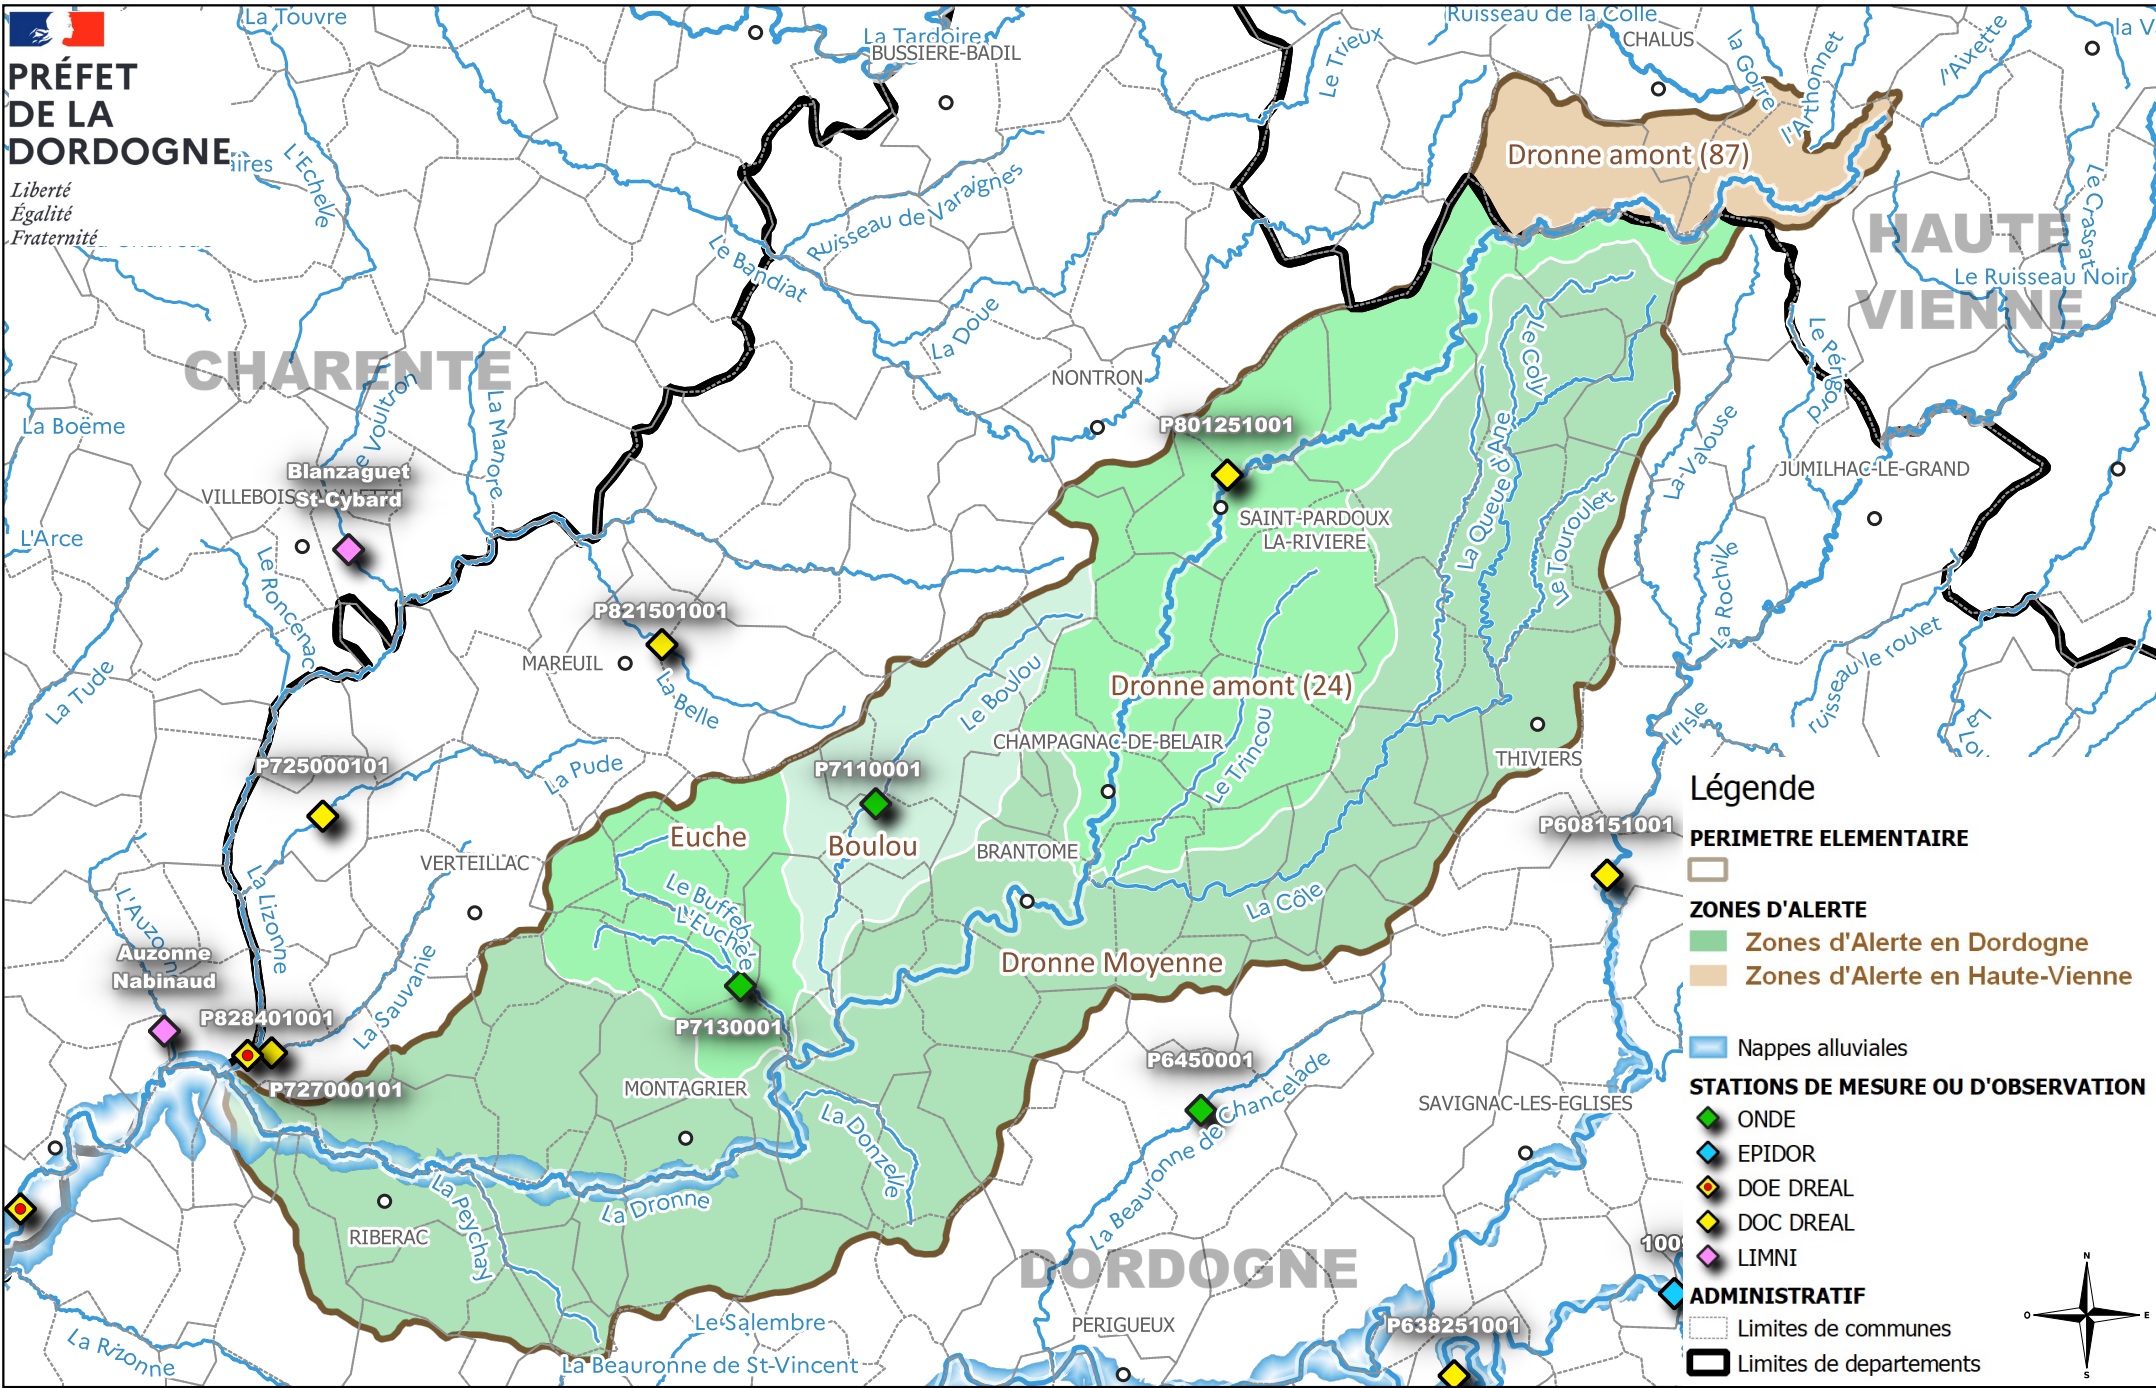 PRÉFET
DE LA
DORDOGNE
Liberté
Égalité
Fraternité
La Touvre
La Tardoire
BUSSIERE-BADIL
Le Trieux
Ruisseau de la Colle
CHALUS
la Gorre
l'Arthonnet
l'Aixette
la V
aires
L'Echelle
Dronne amont (87)
Le Crassat
HAUTE
VIENNE
Le Ruisseau Noir
Ruisseau de Varaignes
Le Bandiat
La Doue
Le Périgord
CHARENTE
Le Voultron
La Manore
La Boëme
NONTRON
Le Coly
P801251001
La Queue d'Ane
La Valouse
JUMILHAC-LE-GRAND
Blanzaguet
St-Cybard
SAINT-PARDOUX
LA-RIVIERE
Le Touroulet
L'Arce
Le Roncenac
La Rochille
P821501001
MAREUIL
La Belle
ruisseau le roulet
La Tude
Le Boulou
Dronne amont (24)
L'Isle
CHAMPAGNAC-DE-BELAIR
Le Trincou
THIVIERS
P725000101
La Pude
P7110001
P608151001
Euche
Boulou
BRANTOME
VERTEILLAC
La Lizonne
L'Auzonne
Le Buffebal
L'Euchée
La Côle
Auzonne
Nabinaud
La Sauvanie
Dronne Moyenne
P828401001
P7130001
P727000101
MONTAGRIER
P6450001
La Beauronne de Chancelade
SAVIGNAC-LES-EGLISES
La Donzelle
La Peychay
La Dronne
RIBERAC
DORDOGNE
100
La Rizonne
Le Salembre
La Beauronne de St-Vincent
PERIGUEUX
P638251001
Légende
PERIMETRE ELEMENTAIRE
ZONES D'ALERTE
Zones d'Alerte en Dordogne
Zones d'Alerte en Haute-Vienne
Nappes alluviales
STATIONS DE MESURE OU D'OBSERVATION
ONDE
EPIDOR
DOE DREAL
DOC DREAL
LIMNI
ADMINISTRATIF
Limites de communes
Limites de departements
N
O
E
S